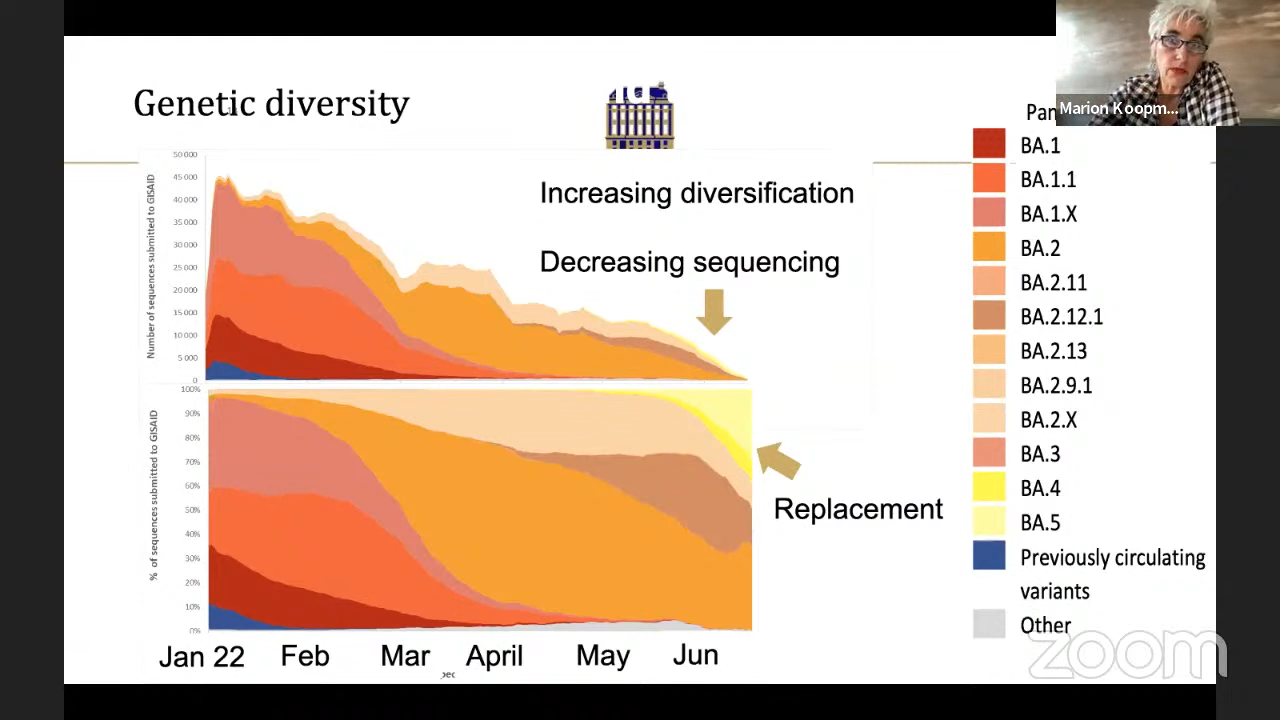 Genetic diversity
Marion Koopm...
Pan
BA.1
BA.1.1
BA.1.X
BA.2
BA.2.11
BA.2.12.1
BA.2.13
BA.2.9.1
BA.2.X
BA.3
BA.4
BA.5
Previously circulating
variants
Other
Increasing diversification
Decreasing sequencing
Number of sequences submitted to GISAID
50 000
45 000
40 000
35 000
30 000
25 000
20 000
15 000
10 000
5 000
0
% of sequences submitted to GISAID
100%
90%
80%
70%
60%
50%
40%
30%
20%
10%
0%
Replacement
Jan 22 Feb Mar April May Jun
zoom